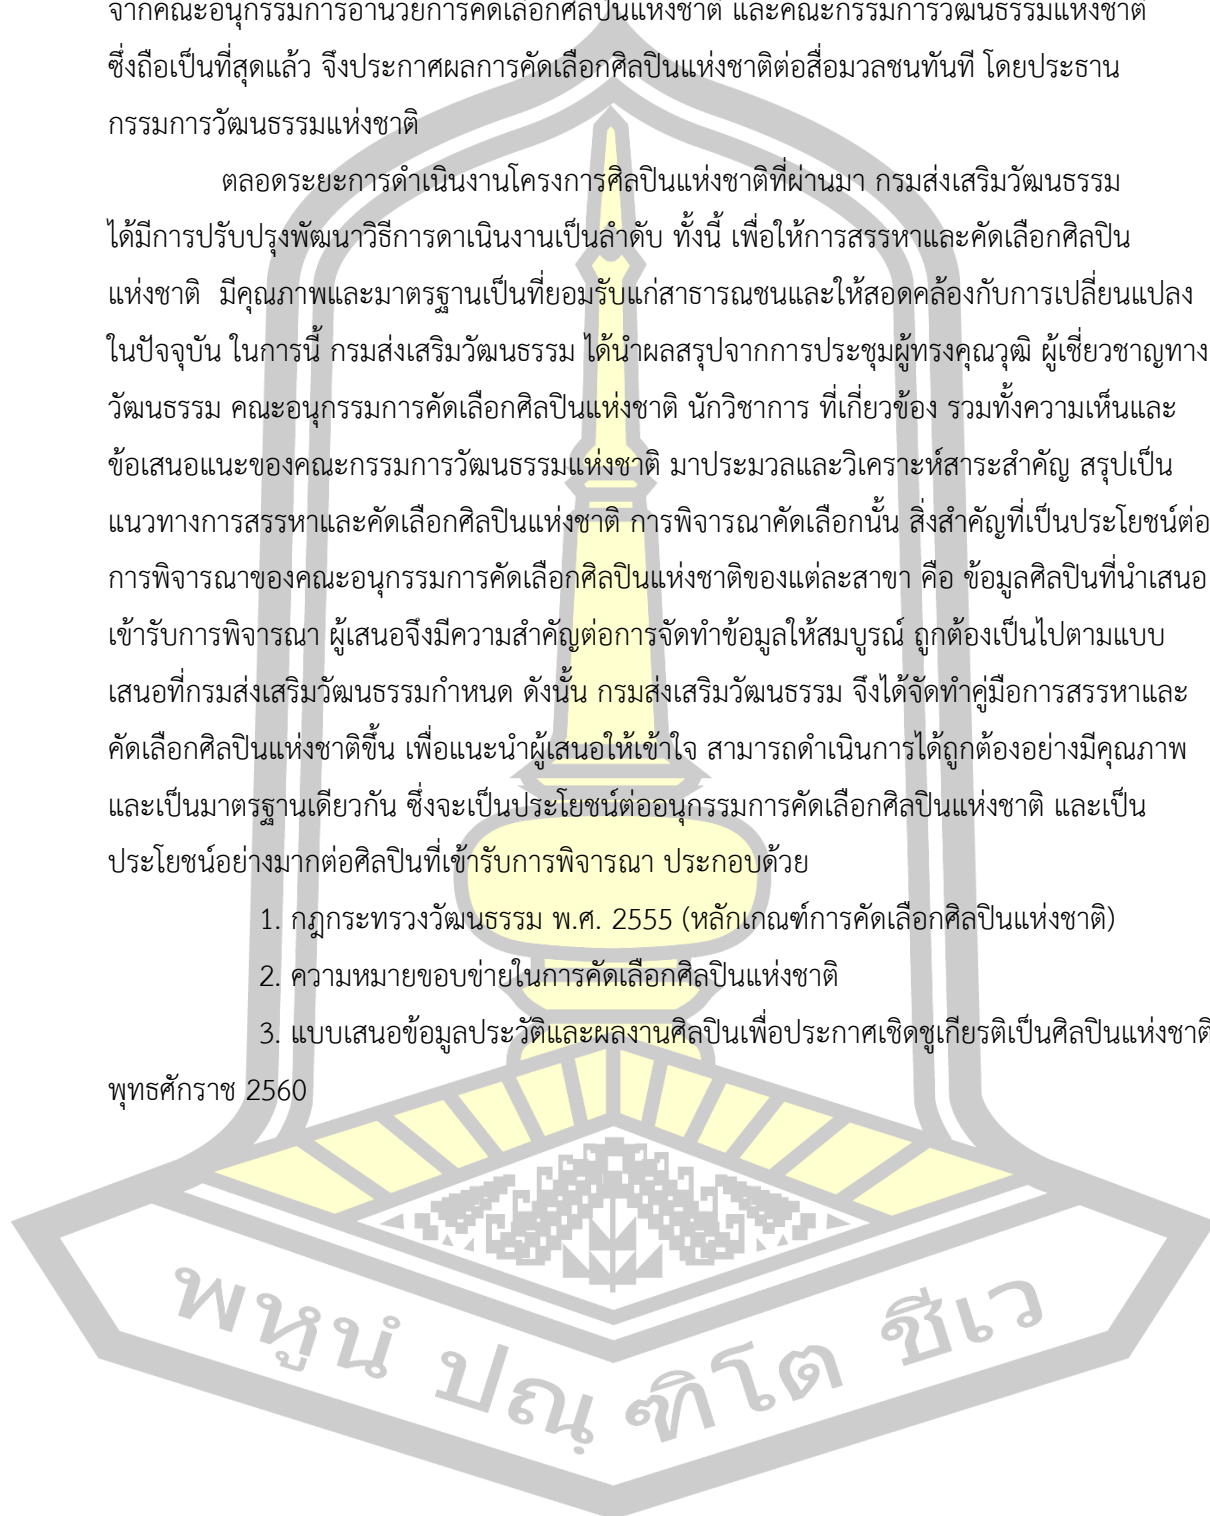 จากคณะอนุกรรมการอำนวยการคัดเลือกศิลปินแห่งชาติ และคณะกรรมการวัฒนธรรมแห่งชาติ
ซึ่งถือเป็นที่สุดแล้ว จึงประกาศผลการคัดเลือกศิลปินแห่งชาติต่อสื่อมวลชนทันที โดยประธาน
กรรมการวัฒนธรรมแห่งชาติ
ตลอดระยะการดำเนินงานโครงการศิลปินแห่งชาติที่ผ่านมา กรมส่งเสริมวัฒนธรรม
ได้มีการปรับปรุงพัฒนาวิธีการดาเนินงานเป็นลำดับ ทั้งนี้ เพื่อให้การสรรหาและคัดเลือกศิลปิน
แห่งชาติ มีคุณภาพและมาตรฐานเป็นที่ยอมรับแก่สาธารณชนและให้สอดคล้องกับการเปลี่ยนแปลง
ในปัจจุบัน ในการนี้ กรมส่งเสริมวัฒนธรรม ได้นำผลสรุปจากการประชุมผู้ทรงคุณวุฒิ ผู้เชี่ยวชาญทาง
วัฒนธรรม คณะอนุกรรมการคัดเลือกศิลปินแห่งชาติ นักวิชาการ ที่เกี่ยวข้อง รวมทั้งความเห็นและ
ข้อเสนอแนะของคณะกรรมการวัฒนธรรมแห่งชาติ มาประมวลและวิเคราะห์สาระสำคัญ สรุปเป็น
แนวทางการสรรหาและคัดเลือกศิลปินแห่งชาติ การพิจารณาคัดเลือกนั้น สิ่งสำคัญที่เป็นประโยชน์ต่อ
การพิจารณาของคณะอนุกรรมการคัดเลือกศิลปินแห่งชาติของแต่ละสาขา คือ ข้อมูลศิลปินที่นำเสนอ
เข้ารับการพิจารณา ผู้เสนอจึงมีความสำคัญต่อการจัดทำข้อมูลให้สมบูรณ์ ถูกต้องเป็นไปตามแบบ
เสนอที่กรมส่งเสริมวัฒนธรรมกำหนด ดังนั้น กรมส่งเสริมวัฒนธรรม จึงได้จัดทำคู่มือการสรรหาและ
คัดเลือกศิลปินแห่งชาติขึ้น เพื่อแนะนำผู้เสนอให้เข้าใจ สามารถดำเนินการได้ถูกต้องอย่างมีคุณภาพ
และเป็นมาตรฐานเดียวกัน ซึ่งจะเป็นประโยชน์ต่ออนุกรรมการคัดเลือกศิลปินแห่งชาติ และเป็น
ประโยชน์อย่างมากต่อศิลปินที่เข้ารับการพิจารณา ประกอบด้วย
1. กฎกระทรวงวัฒนธรรม พ.ศ. 2555 (หลักเกณฑ์การคัดเลือกศิลปินแห่งชาติ)
2. ความหมายขอบข่ายในการคัดเลือกศิลปินแห่งชาติ
3. แบบเสนอข้อมูลประวัติและผลงานศิลปินเพื่อประกาศเชิดชูเกียรติเป็นศิลปินแห่งชาติ
พุทธศักราช 2560
พหูนํ ปณฺฑิโต ชีเว